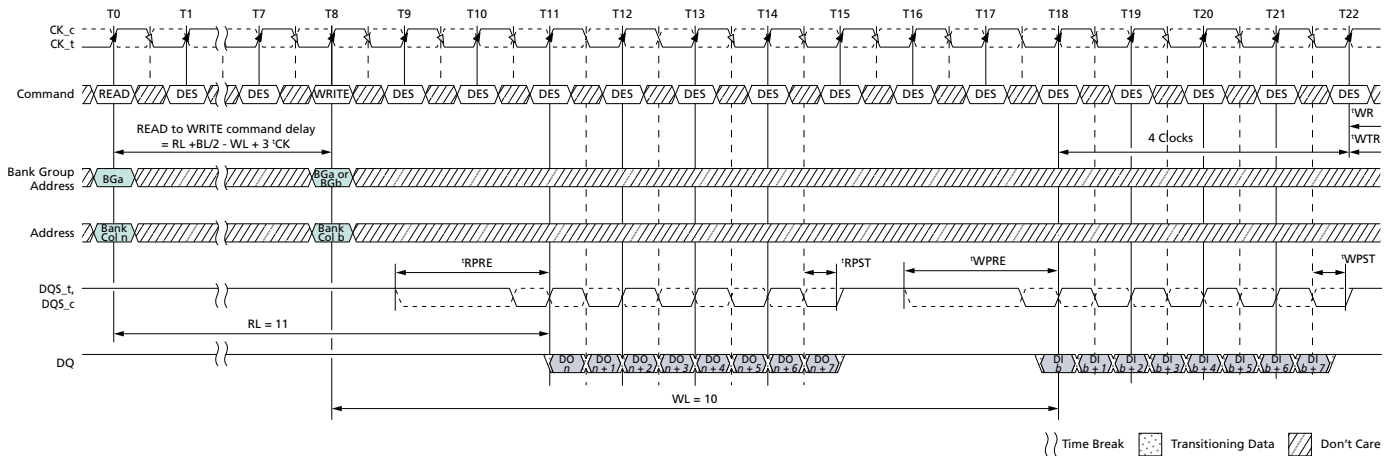 T0 T1 T7 T8 T9 T10 T11 T12 T13 T14 T15 T16 T17 T18 T19 T20 T21 T22
CK_c
CK_t
Command READ DES DES WRITE DES DES DES DES DES DES DES DES DES DES DES DES DES DES
tWR
READ to WRITE command delay
= RL +BL/2 - WL + 3 tCK
4 Clocks
tWTR
Bank Group
Address
BGa
BGa or
BGb
Address
Bank
Col n
Bank
Col b
tRPRE tRPST tWPRE tWPST
DQS_t,
DQS_c
RL = 11
DQ
DO
n
DO
n + 1
DO
n + 2
DO
n + 3
DO
n + 4
DO
n + 5
DO
n + 6
DO
n + 7
DI
b
DI
b + 1
DI
b + 2
DI
b + 3
DI
b + 4
DI
b + 5
DI
b + 6
DI
b + 7
WL = 10
Time Break Transitioning Data Don't Care